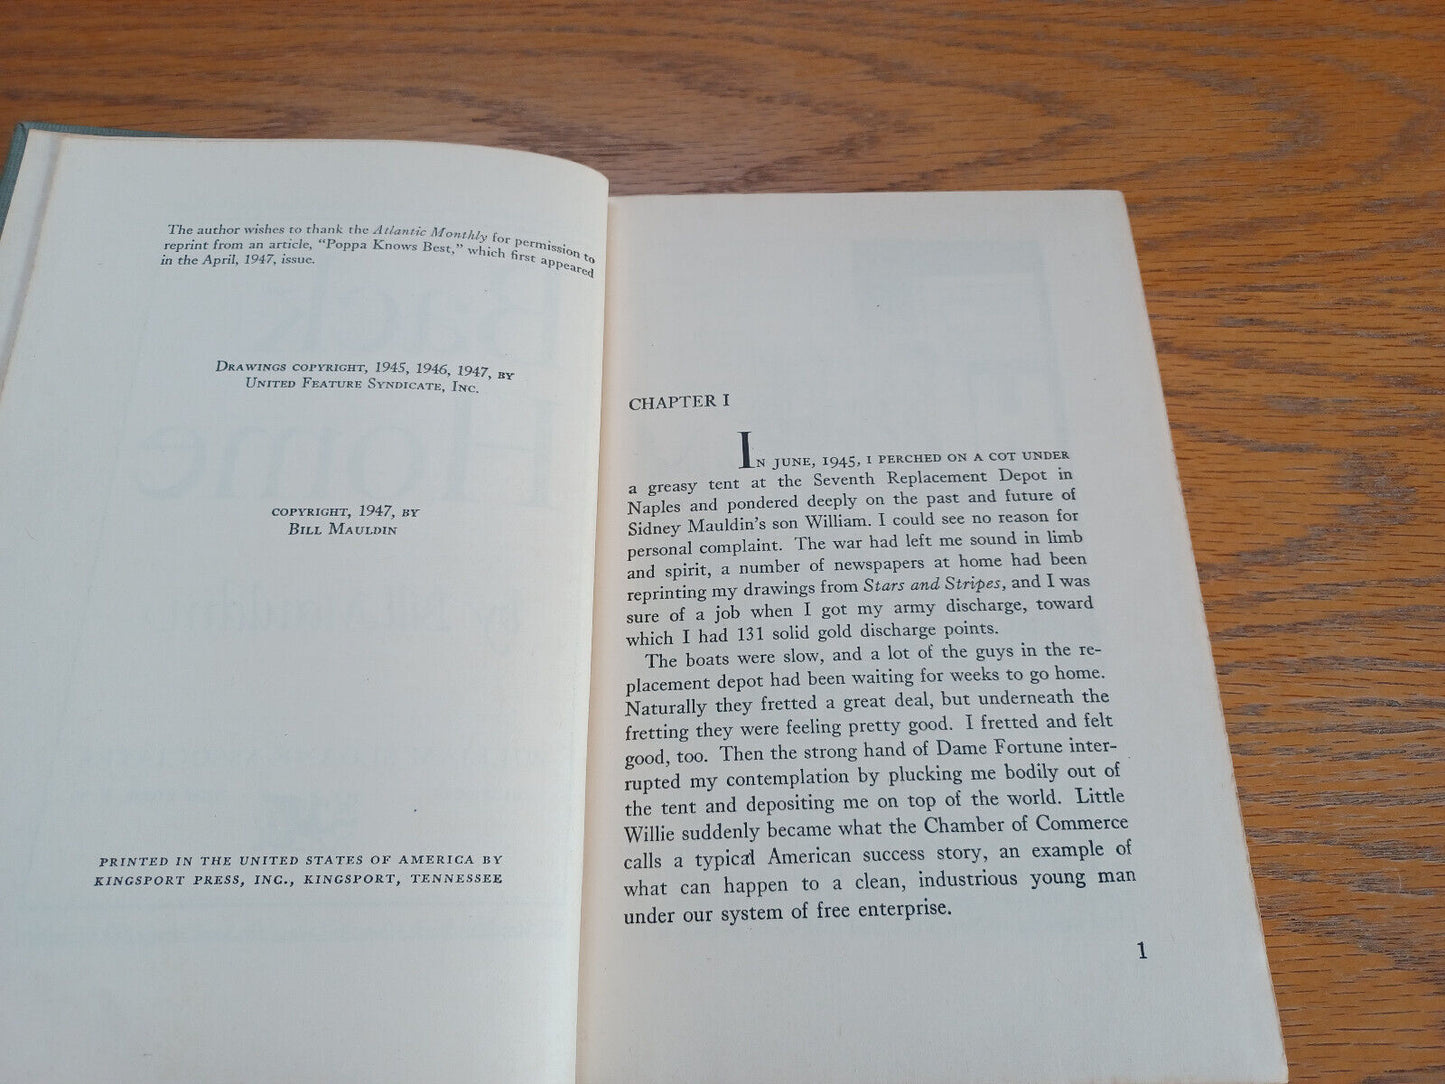 The author wishes to thank the Atlantic Monthly for permission to
reprint from an article, “Poppa Knows Best,” which first appeared
in the April, 1947, issue.
Drawings copyright, 1945, 1946, 1947, by
United Feature Syndicate, Inc.
copyright, 1947, by
Bill Mauldin
PRINTED IN THE UNITED STATES OF AMERICA BY
KINGSPORT PRESS, INC., KINGSPORT, TENNESSEE
CHAPTER I
In June, 1945, I perched on a cot under
a greasy tent at the Seventh Replacement Depot in
Naples and pondered deeply on the past and future of
Sidney Mauldin’s son William. I could see no reason for
personal complaint. The war had left me sound in limb
and spirit, a number of newspapers at home had been
reprinting my drawings from Stars and Stripes, and I was
sure of a job when I got my army discharge, toward
which I had 131 solid gold discharge points.
The boats were slow, and a lot of the guys in the re-
placement depot had been waiting for weeks to go home.
Naturally they fretted a great deal, but underneath the
fretting they were feeling pretty good. I fretted and felt
good, too. Then the strong hand of Dame Fortune inter-
rupted my contemplation by plucking me bodily out of
the tent and depositing me on top of the world. Little
Willie suddenly became what the Chamber of Commerce
calls a typical American success story, an example of
what can happen to a clean, industrious young man
under our system of free enterprise.
1
Back
Home